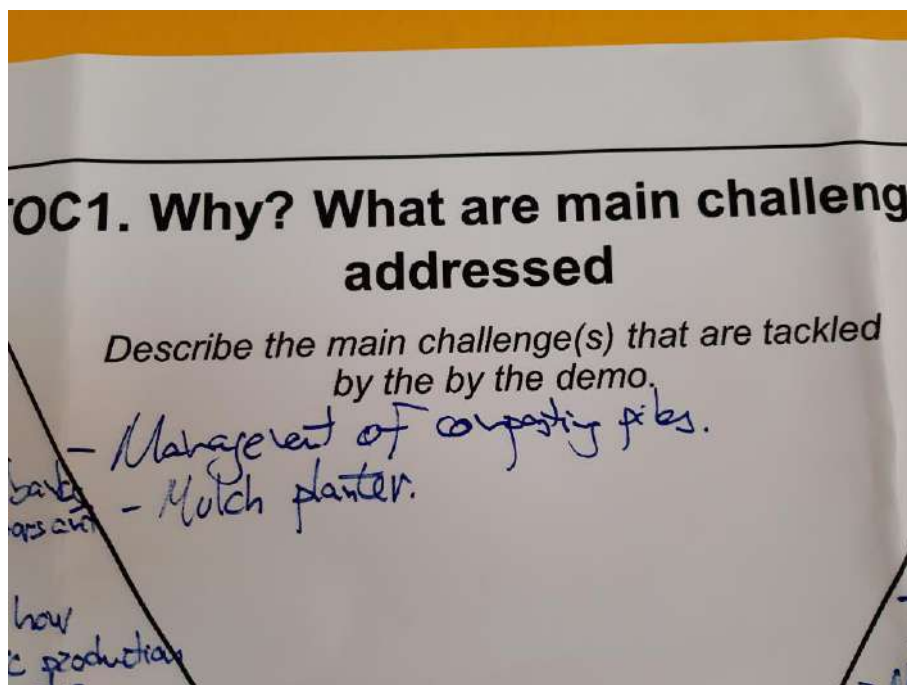 OC1. Why? What are main challeng
addressed
Describe the main challenge(s) that are tackled
by the by the demo.
- Management of composting piles.
- Mulch planter.
how
c production